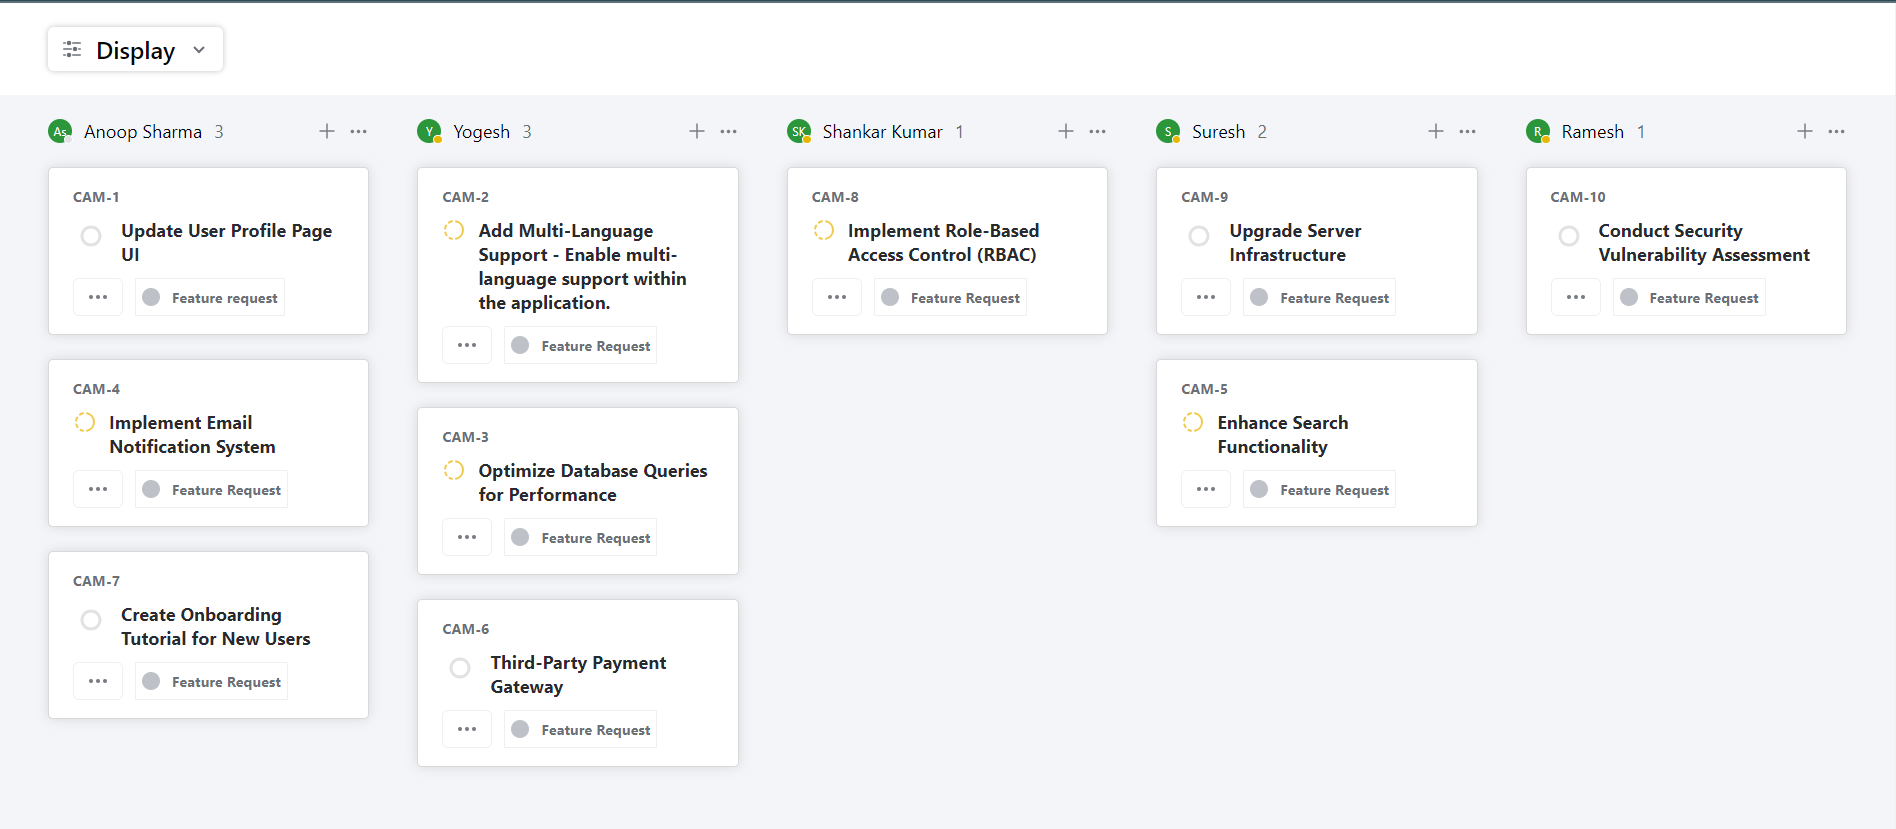 Display
As Anoop Sharma 3
CAM-1
Update User Profile Page
UI
Feature request
CAM-4
Implement Email
Notification System
Feature Request
CAM-7
Create Onboarding
Tutorial for New Users
Feature Request
Y Yogesh 3
CAM-2
Add Multi-Language
Support - Enable multi-
language support within
the application.
Feature Request
CAM-3
Optimize Database Queries
for Performance
Feature Request
CAM-6
Third-Party Payment
Gateway
Feature Request
SK Shankar Kumar 1
CAM-8
Implement Role-Based
Access Control (RBAC)
Feature Request
S Suresh 2
CAM-9
Upgrade Server
Infrastructure
Feature Request
CAM-5
Enhance Search
Functionality
Feature Request
R Ramesh 1
CAM-10
Conduct Security
Vulnerability Assessment
Feature Request